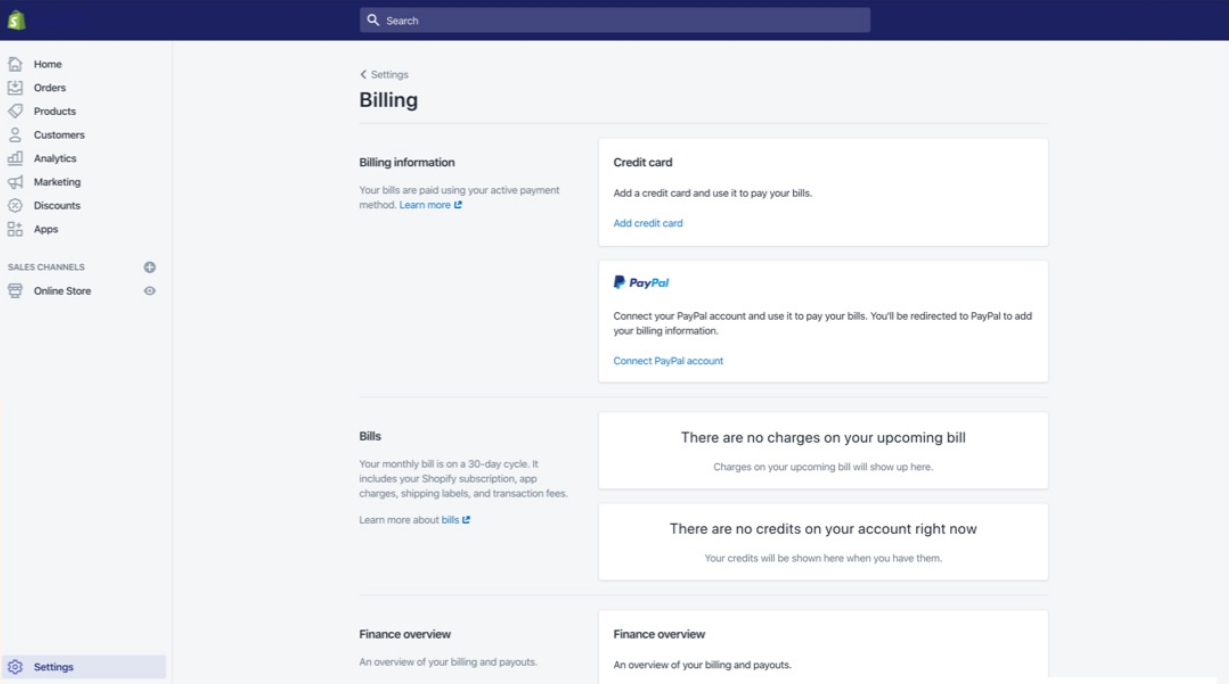 Search
Home
Orders
Products
Customers
Analytics
Marketing
Discounts
Apps
SALES CHANNELS
Online Store
Settings
Settings
Billing
Billing information
Your bills are paid using your active payment
method. Learn more
Credit card
Add a credit card and use it to pay your bills.
Add credit card
PayPal
Connect your PayPal account and use it to pay your bills. You'll be redirected to PayPal to add
your billing information.
Connect PayPal account
Bills
Your monthly bill is on a 30-day cycle. It
includes your Shopify subscription, app
charges, shipping labels, and transaction fees.
Learn more about bills
There are no charges on your upcoming bill
Charges on your upcoming bill will show up here.
There are no credits on your account right now
Your credits will be shown here when you have them.
Finance overview
An overview of your billing and payouts.
Finance overview
An overview of your billing and payouts.